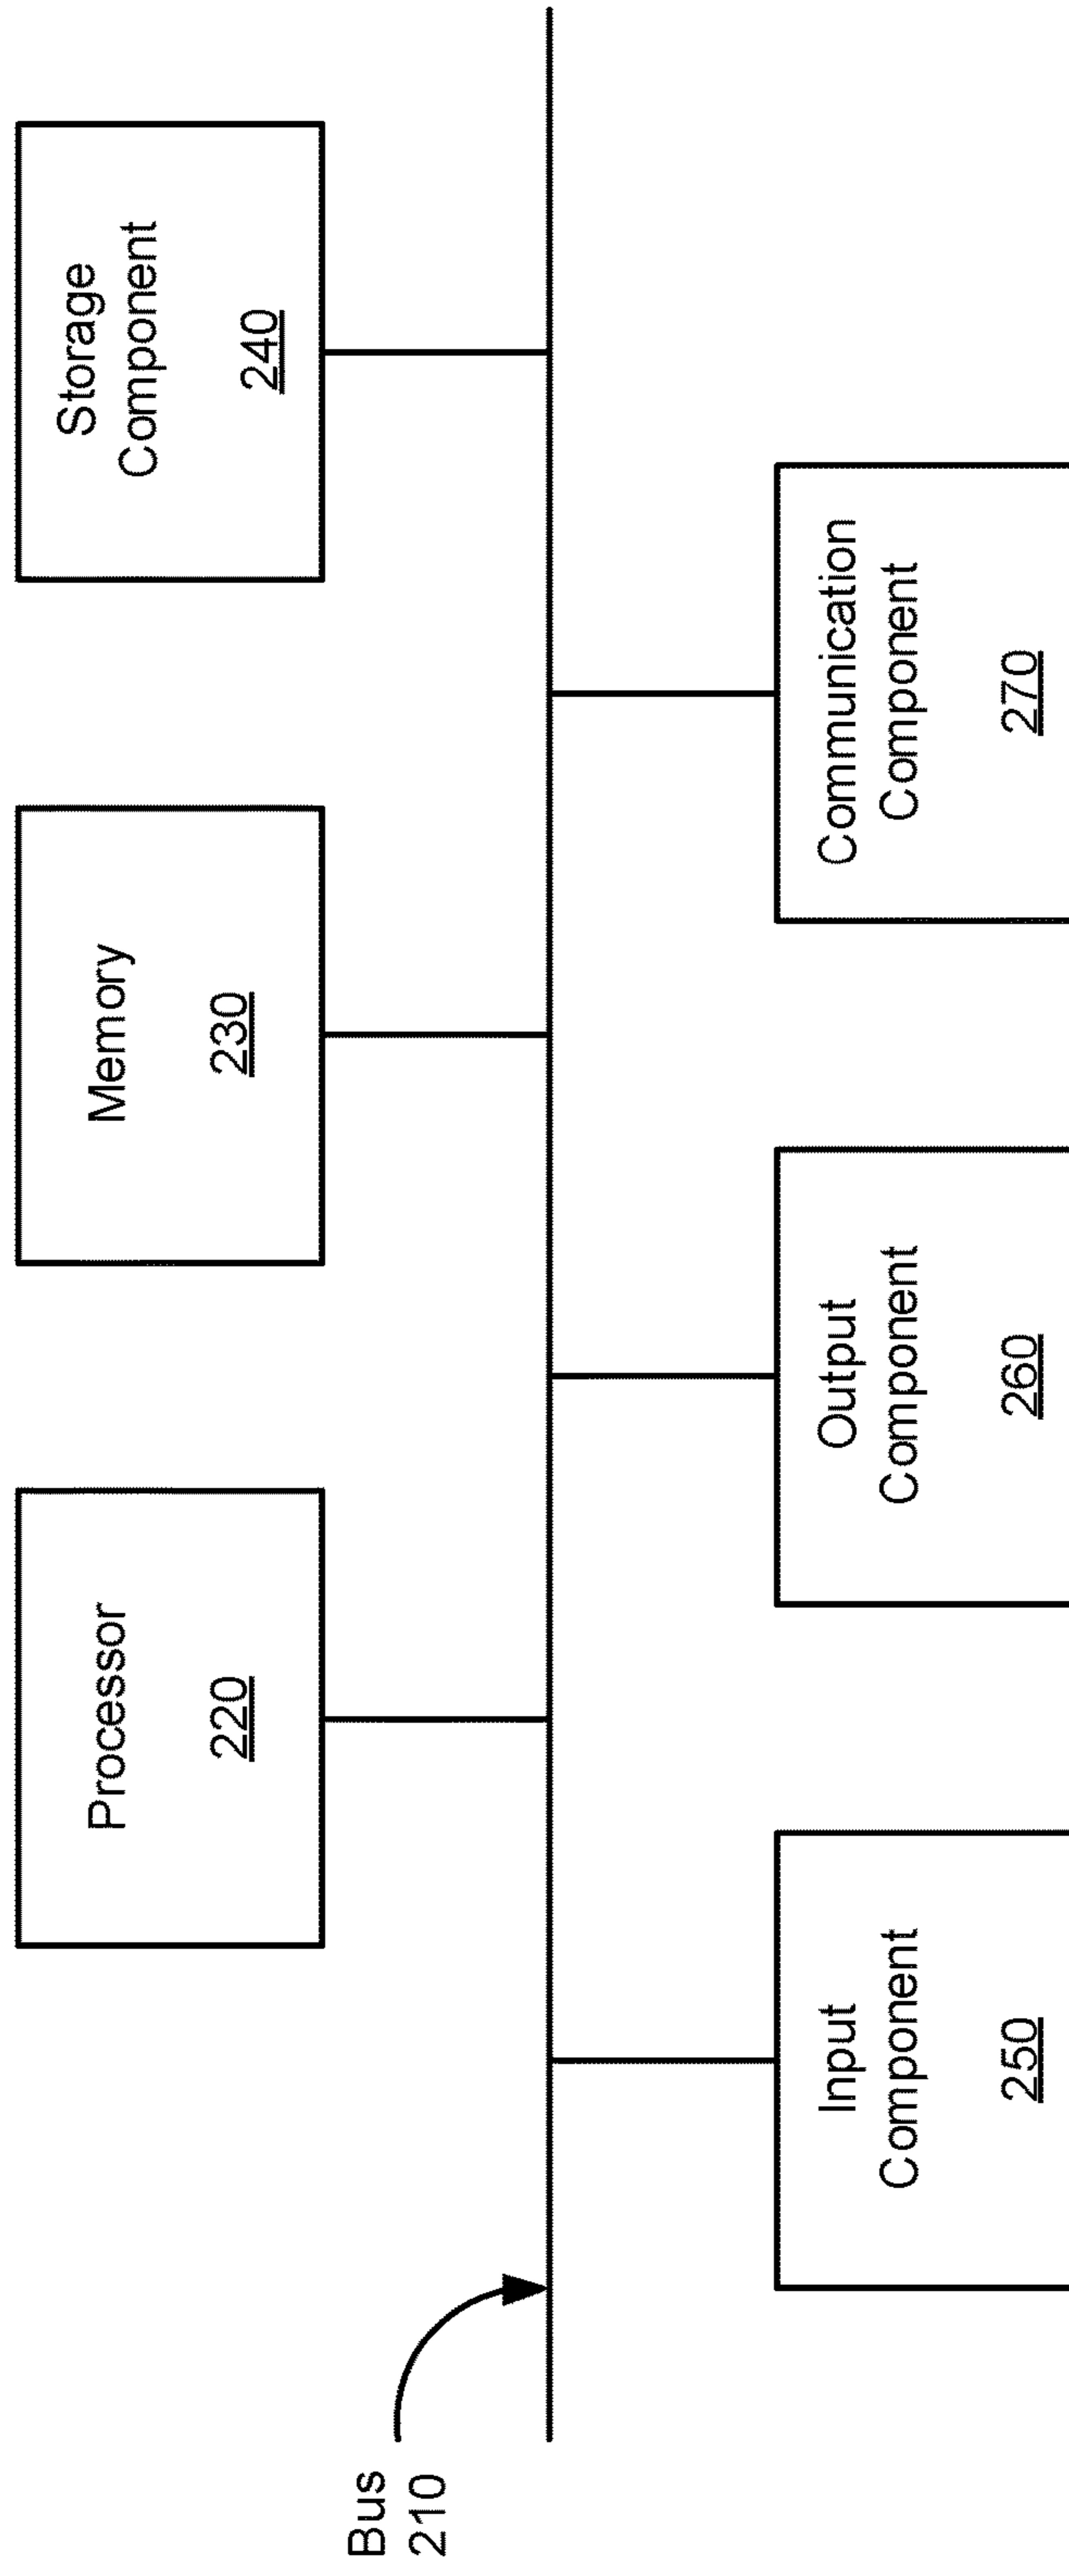 Bus
210
Processor
220
Memory
230
Storage
Component
240
Input
Component
250
Output
Component
260
Communication
Component
270